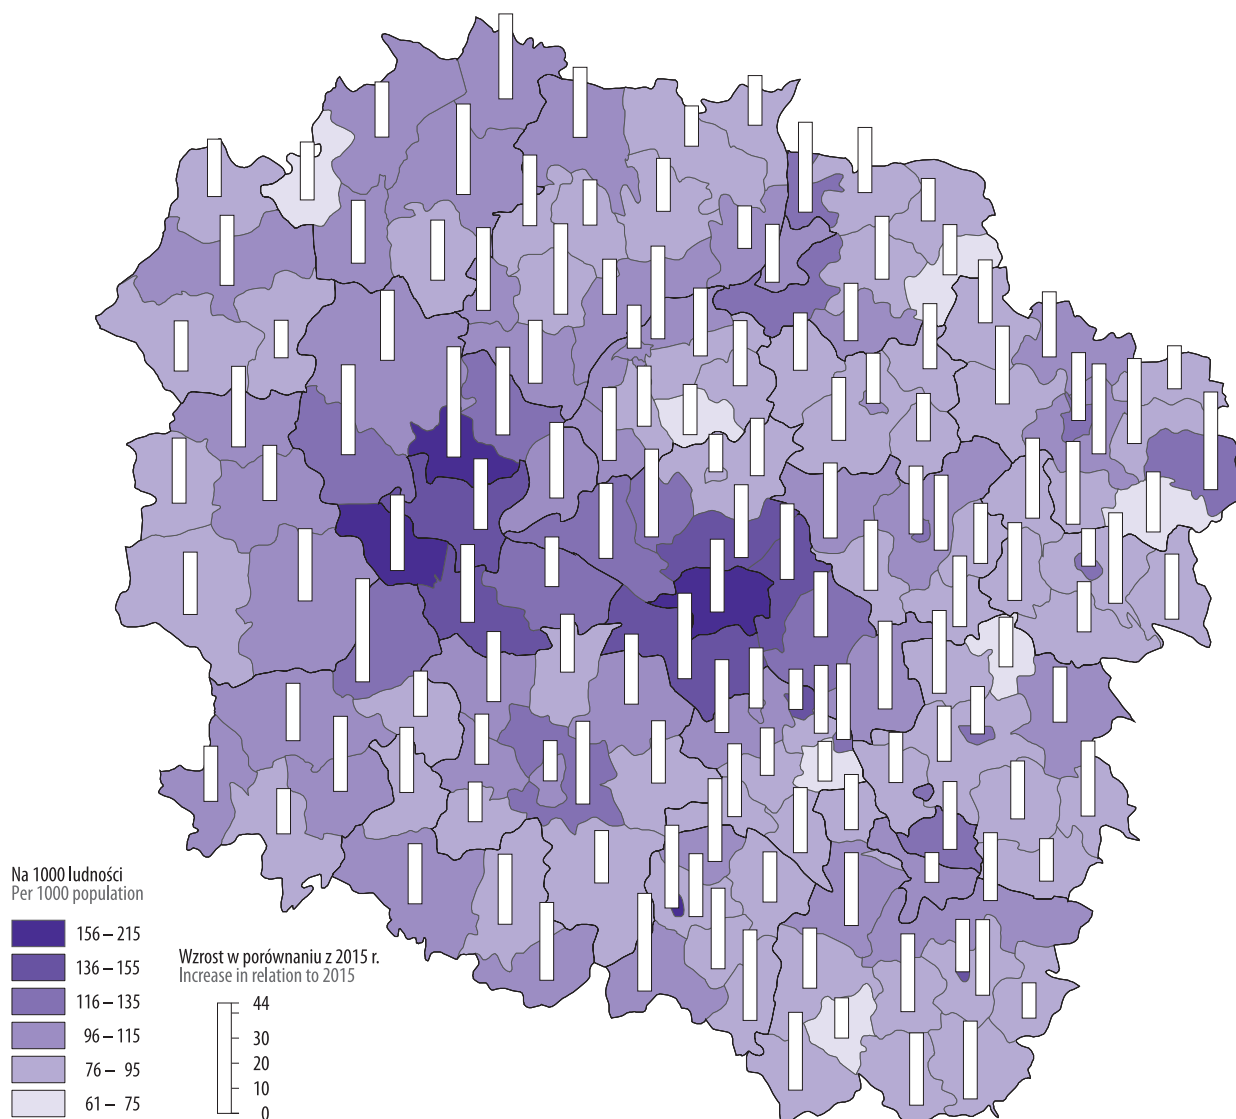 Na 1000 ludności
Per 1000 population
156 – 215
136 – 155
116 – 135
96 – 115
76 – 95
61 – 75
Wzrost w porównaniu z 2015 r.
Increase in relation to 2015
44
30
20
10
0